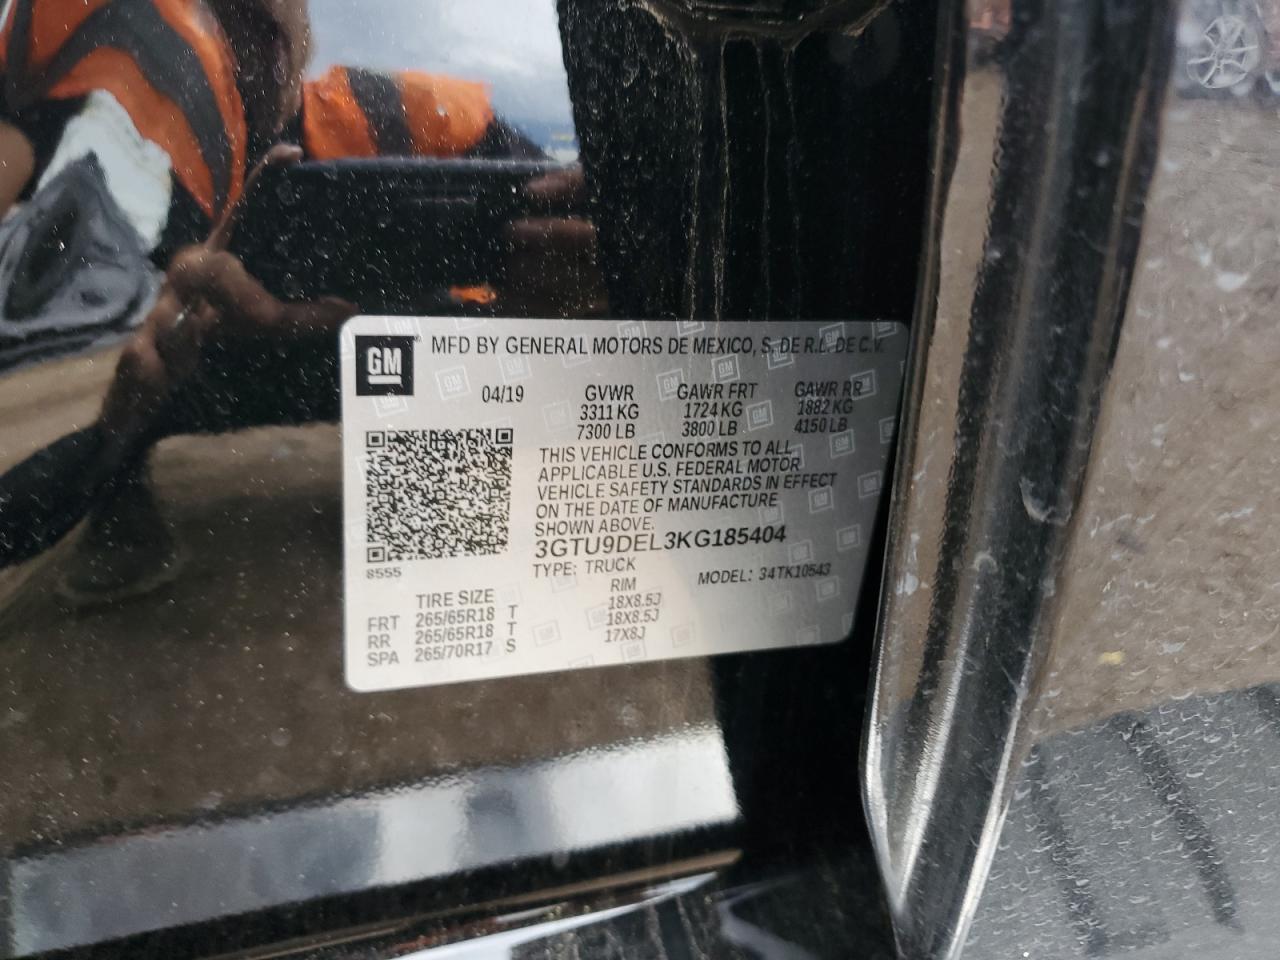 GM MFD BY GENERAL MOTORS DE MEXICO, S. DE R.L. DE C.V.
04/19 GVWR GAWR FRT GAWR RR
3311 KG 1724 KG 1882 KG
7300 LB 3800 LB 4150 LB
THIS VEHICLE CONFORMS TO ALL
APPLICABLE U.S. FEDERAL MOTOR
VEHICLE SAFETY STANDARDS IN EFFECT
ON THE DATE OF MANUFACTURE
SHOWN ABOVE.
3GTU9DEL3KG185404
8555 TYPE: TRUCK MODEL: 34TK10543
TIRE SIZE RIM
FRT 265/65R18 T 18X8.5J
RR 265/65R18 T 18X8.5J
SPA 265/70R17 S 17X8J